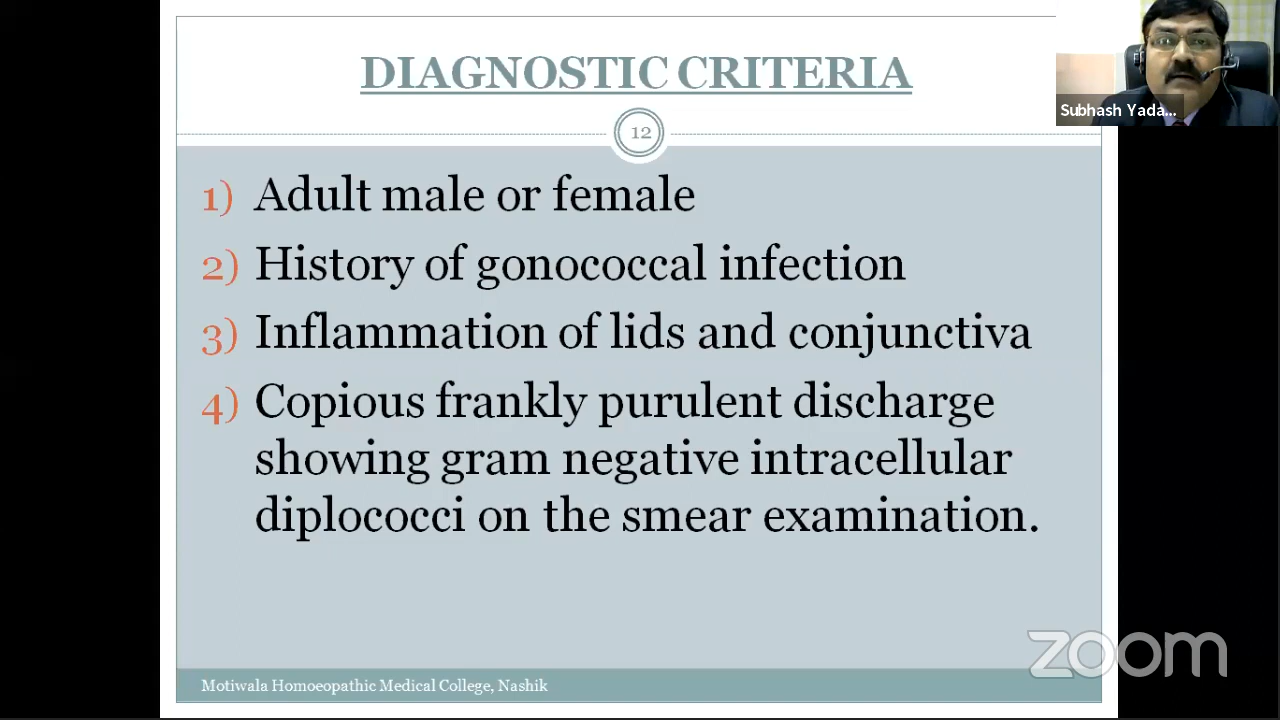 DIAGNOSTIC CRITERIA
12
Subhash Yada...
1) Adult male or female
2) History of gonococcal infection
3) Inflammation of lids and conjunctiva
4) Copious frankly purulent discharge
showing gram negative intracellular
diplococci on the smear examination.
zoom
Motiwala Homoeopathic Medical College, Nashik